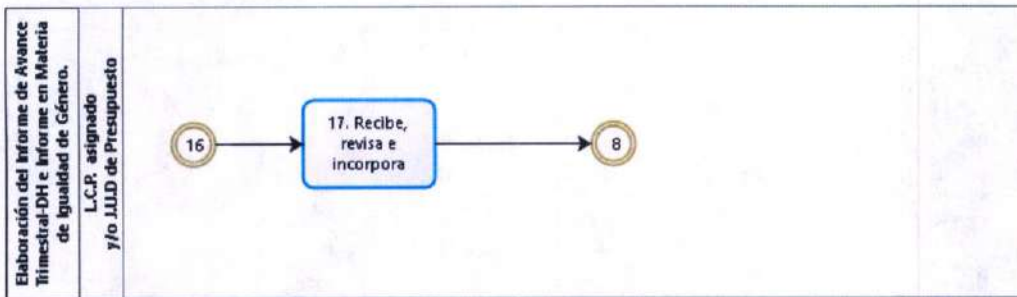 Elaboración del Informe de Avance
Trimestral-DH e Informe en Materia
de Igualdad de Género.
L.C.P. asignado
y/o J.U.D de Presupuesto
16
17. Recibe,
revisa e
incorpora
8